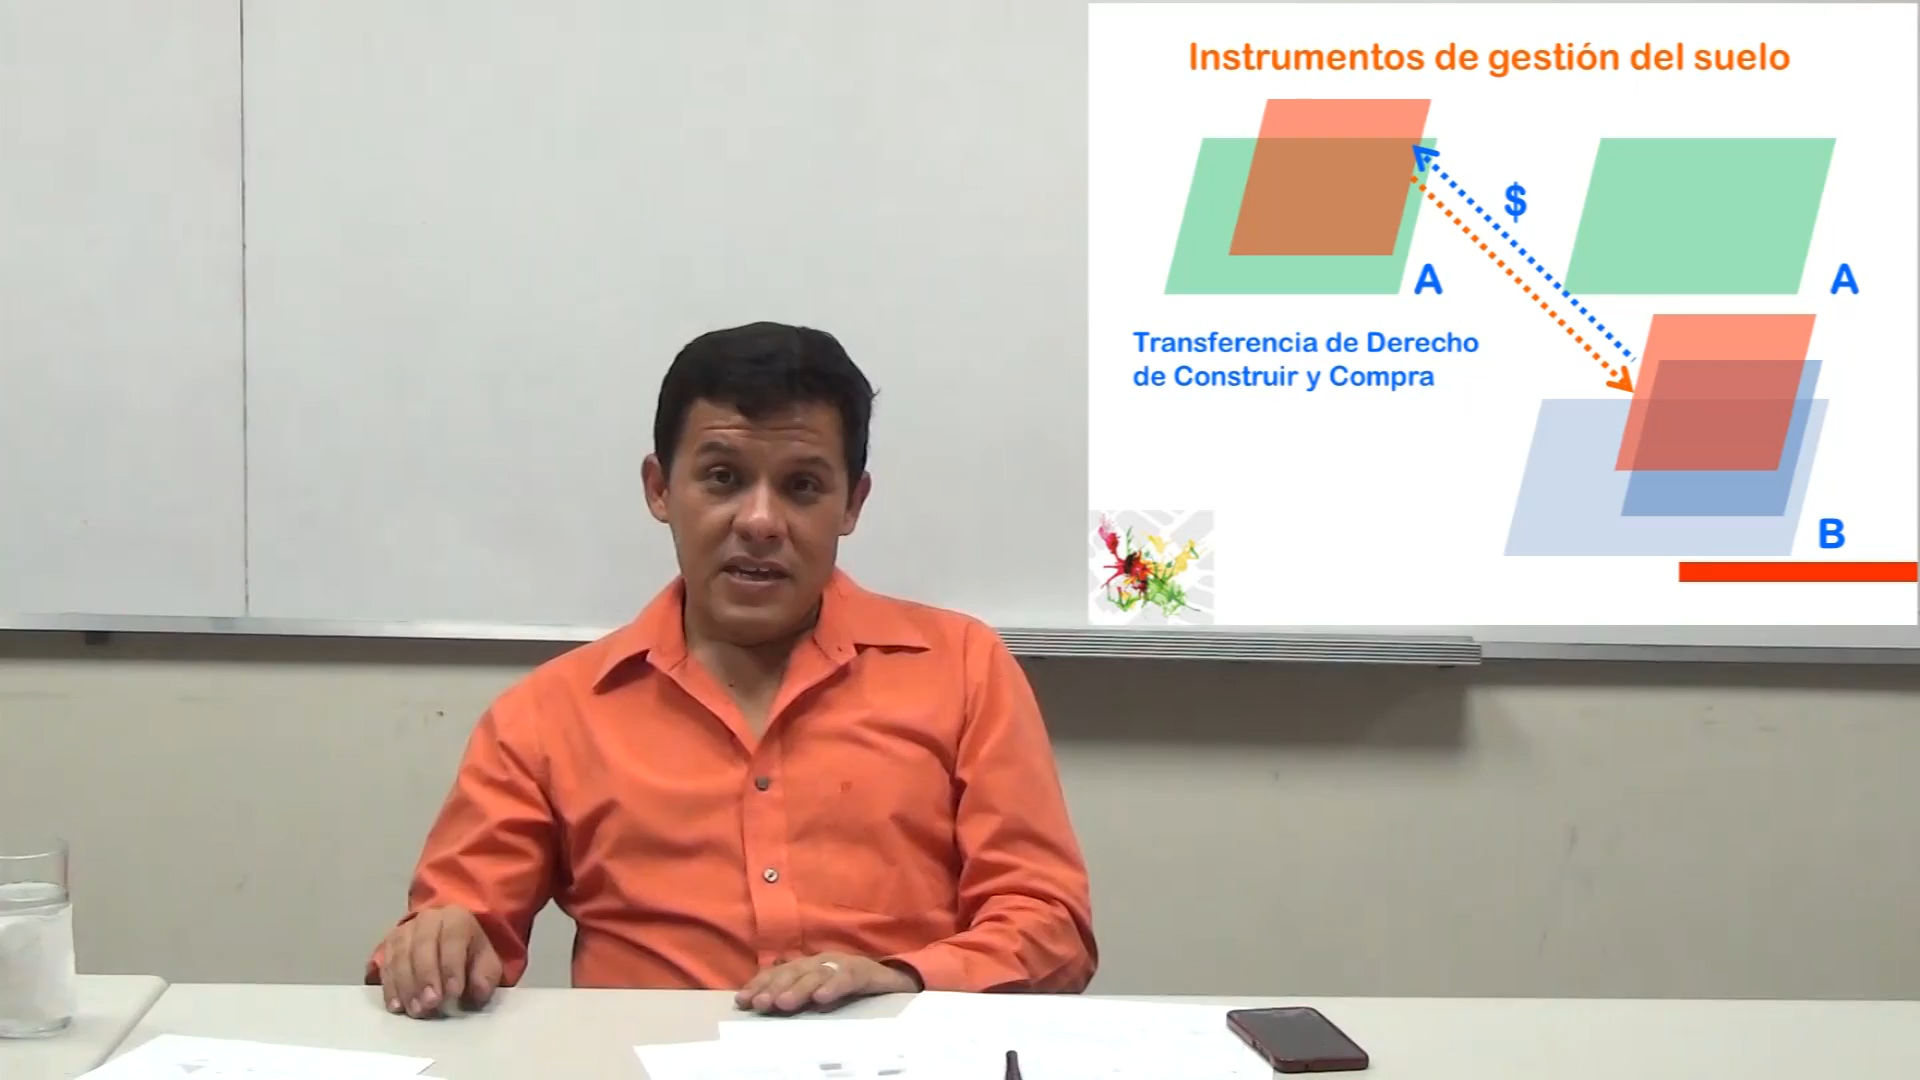 Instrumentos de gestión del suelo
$
A
A
Transferencia de Derecho
de Construir y Compra
B